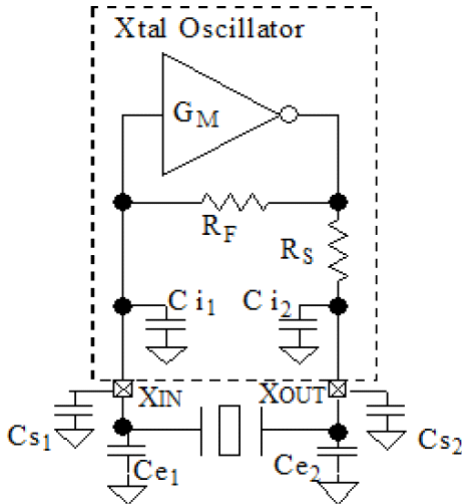 Xtal Oscillator
GM
RF
RS
Ci1 Ci2
XIN XOUT
Cs1 Cs2
Ce1 Ce2